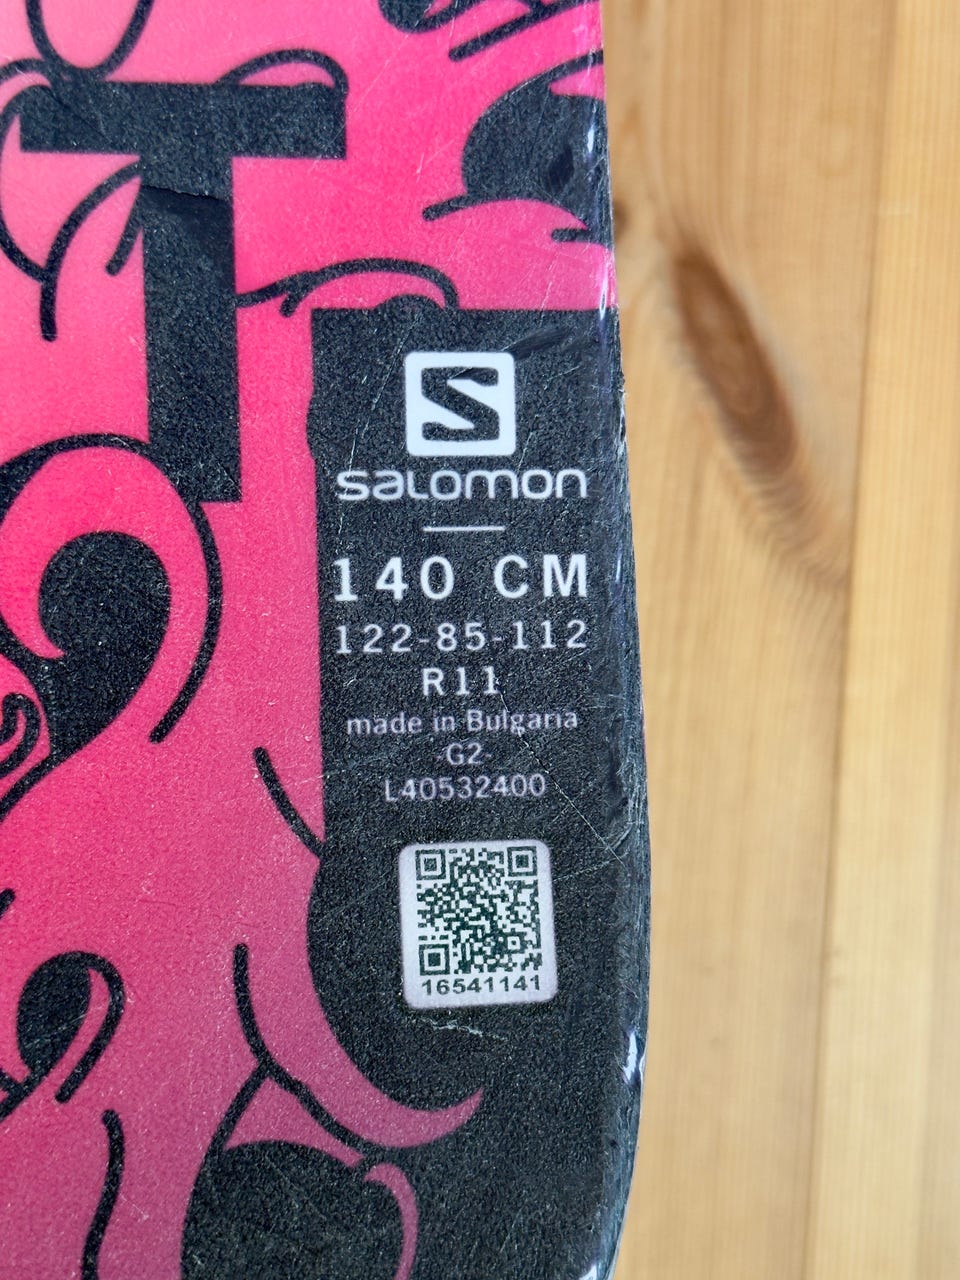 T
S
salomon
140 CM
122-85-112
R11
made in Bulgaria
G2
L40532400
16541141